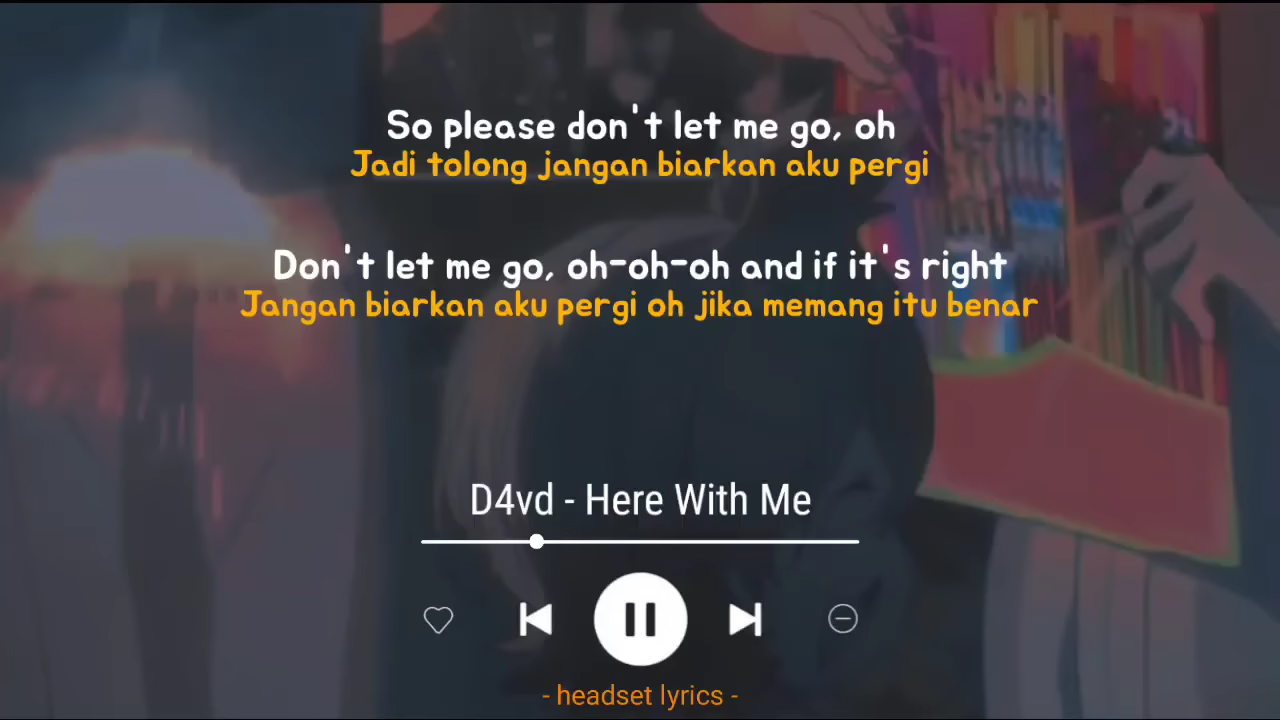 So please don't let me go, oh
Jadi tolong jangan biarkan aku pergi
Don't let me go, oh-oh-oh and if it's right
Jangan biarkan aku pergi oh jika memang itu benar
D4vd - Here With Me
- headset lyrics -